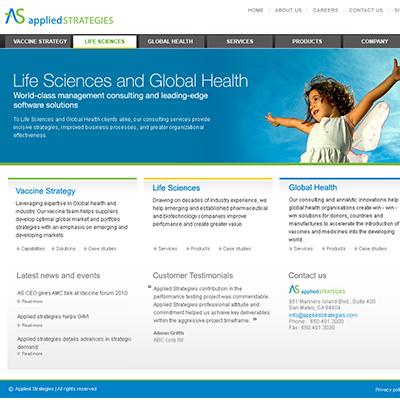 AS applied STRATEGIES
HOME | ABOUT US | CAREERS | CONTACT US | SI
VACCINE STRATEGY LIFE SCIENCES GLOBAL HEALTH SERVICES PRODUCTS COMPANY
Life Sciences and Global Health
World-class management consulting and leading-edge
software solutions
To Life Sciences and Global Health clients alike, our consulting services provide
incisive strategies, improved business processes, and greater organizational
effectiveness.
Vaccine Strategy
Leveraging expertise in Global health and
industry. Our vaccine team helps suppliers
develop optimal global market and portfolio
strategies with an emphasis on emerging and
developing markets
Capabilities Solutions Case studies
Life Sciences
Drawing on decades of industry experience, we
help emerging and established pharmaceutical
and biotechnology companies improve
performance and create greater value.
Services Products Case studies
Global Health
Our consulting and analytic innovations help
global health organisations create win - win -
win solutions for donors, countries and
manufactures to accelerate the introduction of
vaccines and medicines into the developing
world.
Services Products Case studies
Latest news and events
AS CEO gives AMC talk at Vaccine forum 2010
Read more
Applied strategies helps GAVI
Read more
Applied strategies details advances in strategic
demand
Read more
Customer Testimonials
“ Applied Strategies contribution in the
performance testing project was commendable.
Applied Strategies professional attitude and
commitment helped us achieve key deliverables
within the aggressive project timeframe. ”
Alison Griffth
ABC corp ltd
Contact us
AS applied STRATEGIES
951 Mariners Island Blvd., Suite 400
San Mateo, CA 94404
info@appliedstrategies.com
Phone : 650.401.3000
Fax : 650.401.3030
© Applied Strategies | All rights reserved
Privacy poli